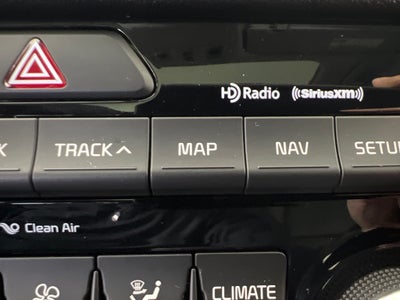 HD Radio ((SiriusXM))
K TRACK MAP NAV SETU
Clean Air
CLIMATE